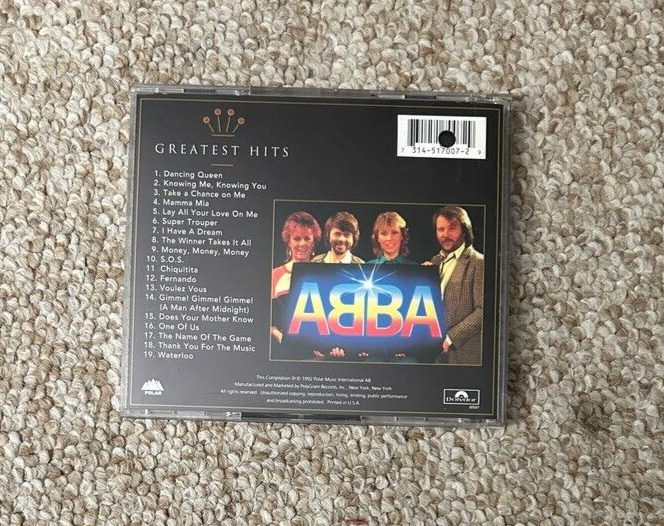 GREATEST HITS
7 314-517007-2 9
1. Dancing Queen
2. Knowing Me, Knowing You
3. Take a Chance on Me
4. Mamma Mia
5. Lay All Your Love On Me
6. Super Trouper
7. I Have A Dream
8. The Winner Takes It All
9. Money, Money, Money
10. S.O.S.
11 Chiquitita
12. Fernando
13. Voulez Vous
14. Gimme! Gimme! Gimme!
(A Man After Midnight)
15. Does Your Mother Know
16. One Of Us
17. The Name Of The Game
18. Thank You For The Music
19. Waterloo
ABBA
This Compilation ℗ © 1992 Polar Music International AB
Manufactured and Marketed by PolyGram Records, Inc., New York, New York
All rights reserved. Unauthorized copying, reproduction, hiring, lending, public performance
and broadcasting prohibited. Printed in U.S.A.
POLAR
Polydor